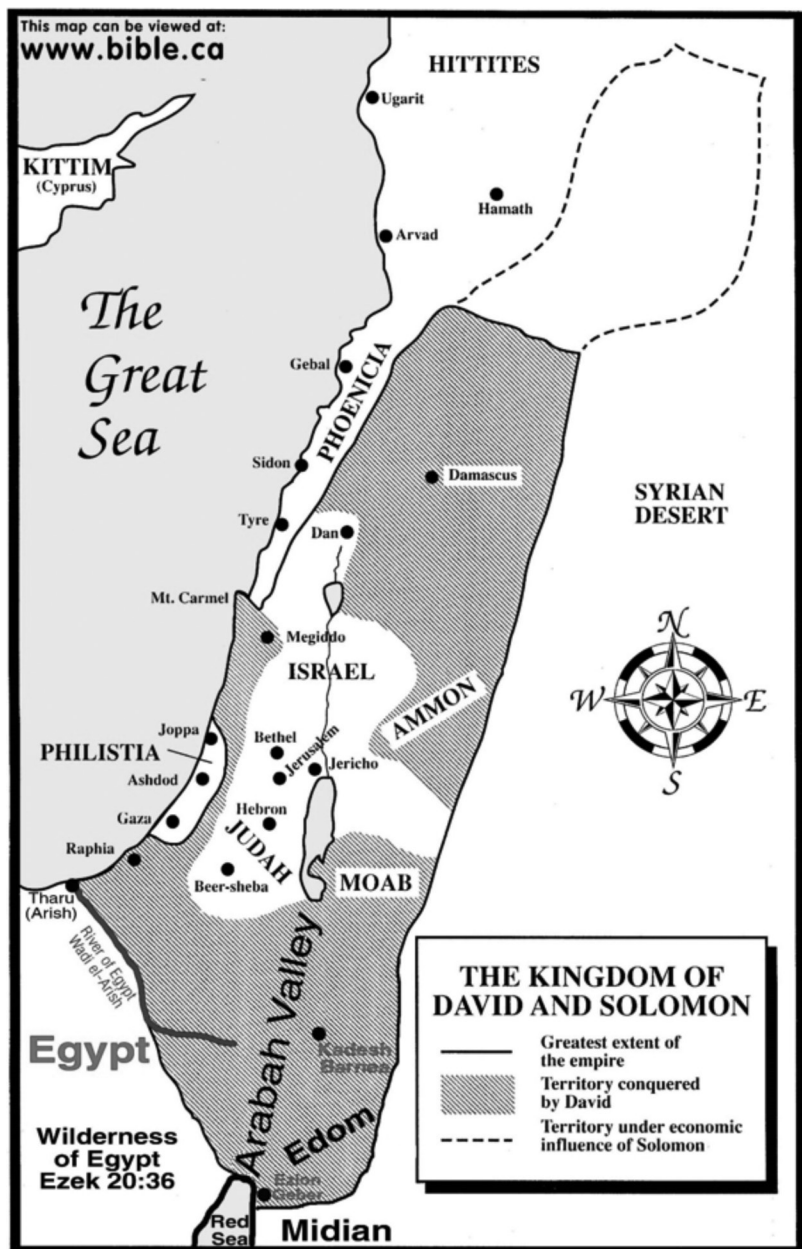 This map can be viewed at:
www.bible.ca
HITTITES
Ugarit
KITTIM
(Cyprus)
Hamath
Arvad
The
Great
Sea
Gebal
PHOENICIA
Sidon
Damascus
SYRIAN
DESERT
Tyre
Dan
Mt. Carmel
Megiddo
ISRAEL
N
W
E
S
AMMON
Joppa
PHILISTIA
Bethel
Jerusalem
Jericho
Ashdod
Gaza
Hebron
JUDAH
Raphia
Beer-sheba
MOAB
Tharu
(Arish)
River of Egypt
Wadi el-Arish
Arabah Valley
Egypt
Kadesh
Barnea
Edom
Wilderness
of Egypt
Ezek 20:36
Ezion
Geber
Red
Sea
Midian
THE KINGDOM OF
DAVID AND SOLOMON
Greatest extent of
the empire
Territory conquered
by David
Territory under economic
influence of Solomon